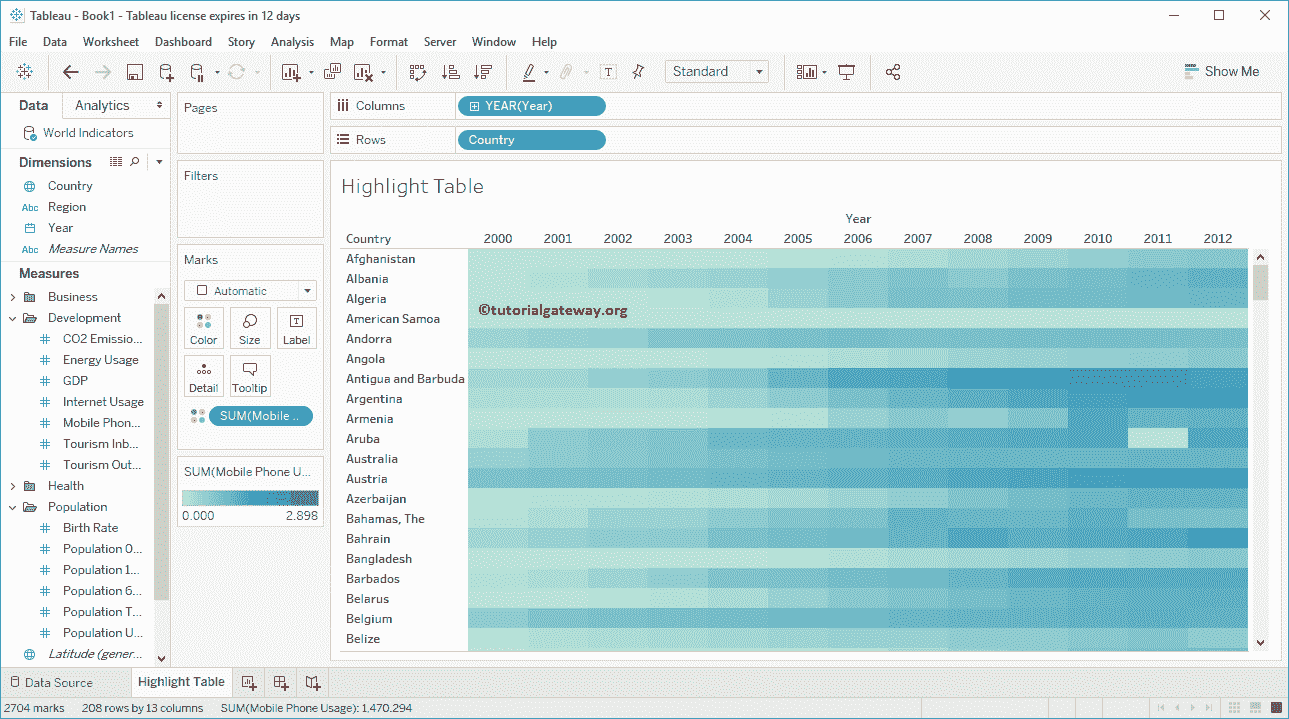 Tableau - Book1 - Tableau license expires in 12 days
File Data Worksheet Dashboard Story Analysis Map Format Server Window Help
Standard
Show Me
Data Analytics
World Indicators
Dimensions
Country
Abc Region
Year
Abc Measure Names
Measures
Business
Development
CO2 Emissio...
Energy Usage
GDP
Internet Usage
Mobile Phon...
Tourism Inb...
Tourism Out...
Health
Population
Birth Rate
Population 0...
Population 1...
Population 6...
Population T...
Population U...
Latitude (gener...
Pages
Filters
Marks
Automatic
Color Size Label
Detail Tooltip
SUM(Mobile ..
SUM(Mobile Phone U...
0.000 2.898
Columns YEAR(Year)
Rows Country
Highlight Table
Year
Country 2000 2001 2002 2003 2004 2005 2006 2007 2008 2009 2010 2011 2012
Afghanistan
Albania
Algeria
©tutorialgateway.org
American Samoa
Andorra
Angola
Antigua and Barbuda
Argentina
Armenia
Aruba
Australia
Austria
Azerbaijan
Bahamas, The
Bahrain
Bangladesh
Barbados
Belarus
Belgium
Belize
Data Source Highlight Table
2704 marks 208 rows by 13 columns SUM(Mobile Phone Usage): 1,470.294